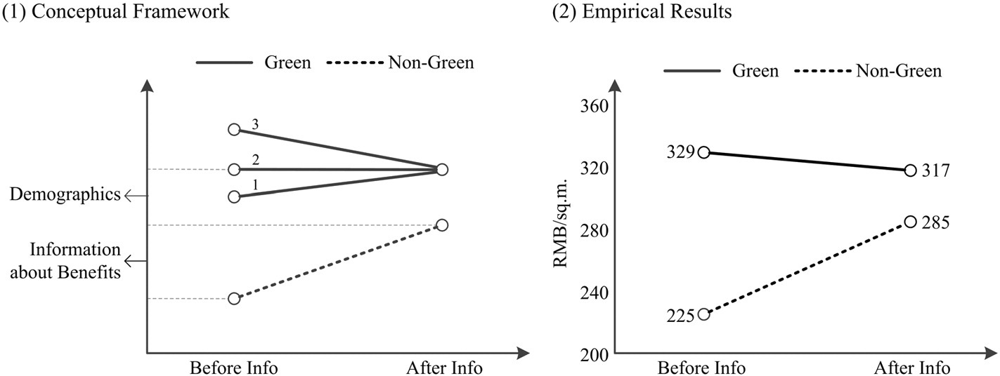 (1) Conceptual Framework
Green Non-Green
3
2
1
Demographics
Information
about Benefits
Before Info After Info
(2) Empirical Results
Green Non-Green
RMB/sq.m.
360
320
280
240
200
329
317
285
225
Before Info After Info